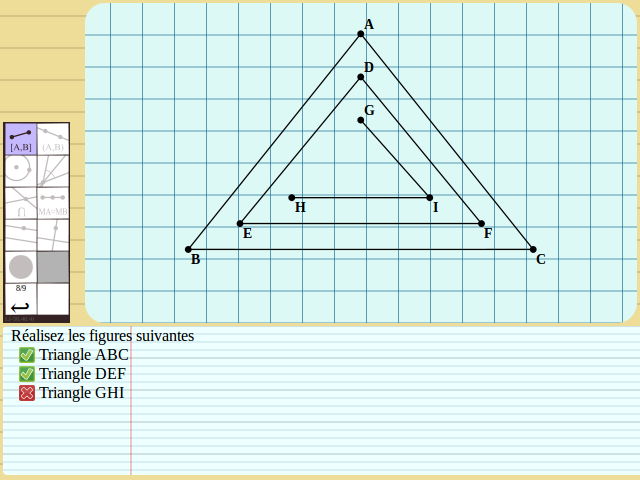 A
D
G
H
I
E
F
B
C
[A,B]
(A,B)
MA=MB
8/9
Réalisez les figures suivantes
Triangle ABC
Triangle DEF
Triangle GHI